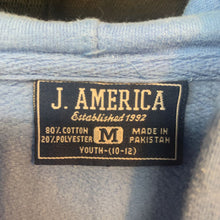 J. AMERICA
Established 1992
80% COTTON M MADE IN
20% POLYESTER PAKISTAN
YOUTH-(10-12)